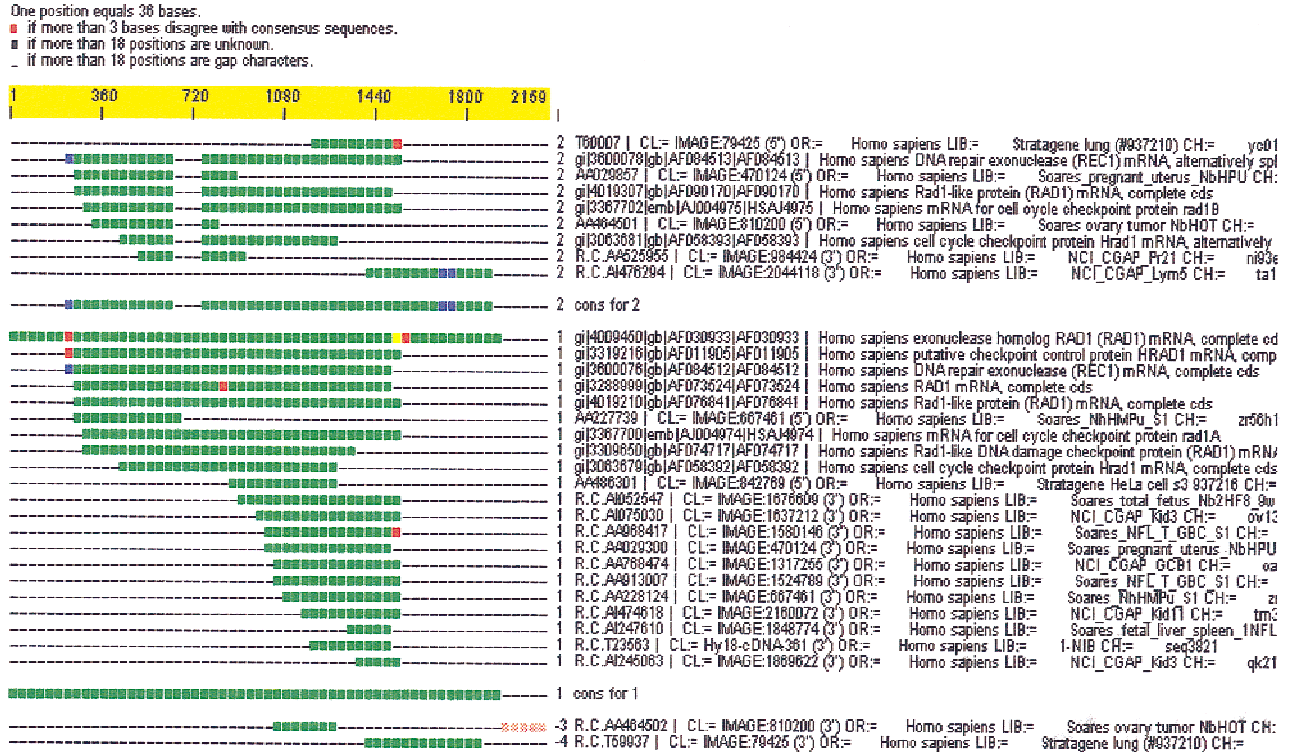 One position equals 36 bases.
if more than 3 bases disagree with consensus sequences.
if more than 18 positions are unknown.
_ if more than 18 positions are gap characters.
1 360 720 1080 1440 1800 2159
2 T60007 | CL:= IMAGE:79425 (5') OR:= Homo sapiens LIB:= Stratagene lung (#937210) CH:= yc01
2 gi|3600078|gb|AF084513|AF084513 | Homo sapiens DNA repair exonuclease (REC1) mRNA, alternatively spl
2 AA029857 | CL:= IMAGE:470124 (5') OR:= Homo sapiens LIB:= Soares_pregnant_uterus_NbHPU CH:
2 gi|4019307|gb|AF090170|AF090170 | Homo sapiens Rad1-like protein (RAD1) mRNA, complete cds
2 gi|3367702|emb|AJ004975|HSAJ4975 | Homo sapiens mRNA for cell cycle checkpoint protein rad1B
2 AA464501 | CL:= IMAGE:810200 (5') OR:= Homo sapiens LIB:= Soares ovary tumor NbHOT CH:=
2 gi|3063681|gb|AF058393|AF058393 | Homo sapiens cell cycle checkpoint protein Hrad1 mRNA, alternatively
2 R.C.AA525955 | CL:= IMAGE:984424 (3') OR:= Homo sapiens LIB:= NCI_CGAP_Pr21 CH:= ni93e
2 R.C.AI476294 | CL:= IMAGE:2044118 (3') OR:= Homo sapiens LIB:= NCI_CGAP_Lym5 CH:= ta1
2 cons for 2
1 gi|4009450|gb|AF030933|AF030933 | Homo sapiens exonuclease homolog RAD1 (RAD1) mRNA, complete cd
1 gi|3319216|gb|AF011905|AF011905 | Homo sapiens putative checkpoint control protein HRAD1 mRNA, comp
1 gi|3600076|gb|AF084512|AF084512 | Homo sapiens DNA repair exonuclease (REC1) mRNA, complete cds
1 gi|3288999|gb|AF073524|AF073524 | Homo sapiens RAD1 mRNA, complete cds
1 gi|4019210|gb|AF076841|AF076841 | Homo sapiens Rad1-like protein (RAD1) mRNA, complete cds
1 AA227739 | CL:= IMAGE:667461 (5') OR:= Homo sapiens LIB:= Soares_NhHMPu_S1 CH:= zr56h1
1 gi|3367700|emb|AJ004974|HSAJ4974 | Homo sapiens mRNA for cell cycle checkpoint protein rad1A
1 gi|3309650|gb|AF074717|AF074717 | Homo sapiens Rad1-like DNA damage checkpoint protein (RAD1) mRNA
1 gi|3063679|gb|AF058392|AF058392 | Homo sapiens cell cycle checkpoint protein Hrad1 mRNA, complete cds
1 AA486301 | CL:= IMAGE:842769 (5') OR:= Homo sapiens LIB:= Stratagene HeLa cell s3 937216 CH:=
1 R.C.AI052547 | CL:= IMAGE:1676609 (3') OR:= Homo sapiens LIB:= Soares_total_fetus_Nb2HF8_9w
1 R.C.AI075030 | CL:= IMAGE:1637212 (3') OR:= Homo sapiens LIB:= NCI_CGAP_Kid3 CH:= ov13
1 R.C.AA968417 | CL:= IMAGE:1580146 (3') OR:= Homo sapiens LIB:= Soares_NFL_T_GBC_S1 CH:=
1 R.C.AA029300 | CL:= IMAGE:470124 (3') OR:= Homo sapiens LIB:= Soares_pregnant_uterus_NbHPU
1 R.C.AA768474 | CL:= IMAGE:1317255 (3') OR:= Homo sapiens LIB:= NCI_CGAP_GCB1 CH:= oa
1 R.C.AA913007 | CL:= IMAGE:1524789 (3') OR:= Homo sapiens LIB:= Soares_NFL_T_GBC_S1 CH:=
1 R.C.AA228124 | CL:= IMAGE:667461 (3') OR:= Homo sapiens LIB:= Soares_NhHMPu_S1 CH:= z
1 R.C.AI474618 | CL:= IMAGE:2160072 (3') OR:= Homo sapiens LIB:= NCI_CGAP_Kid11 CH:= tm3
1 R.C.AI247610 | CL:= IMAGE:1848774 (3') OR:= Homo sapiens LIB:= Soares_fetal_liver_spleen_1NFL
1 R.C.T23563 | CL:= Hy18-cDNA-361 (3') OR:= Homo sapiens LIB:= 1-NIB CH:= seq3821
1 R.C.AI245063 | CL:= IMAGE:1869622 (3') OR:= Homo sapiens LIB:= NCI_CGAP_Kid3 CH:= qk21
1 cons for 1
-3 R.C.AA464502 | CL:= IMAGE:810200 (3') OR:= Homo sapiens LIB:= Soares ovary tumor NbHOT CH:
-4 R.C.T59937 | CL:= IMAGE:79425 (3') OR:= Homo sapiens LIB:= Stratagene lung (#937210) CH:=